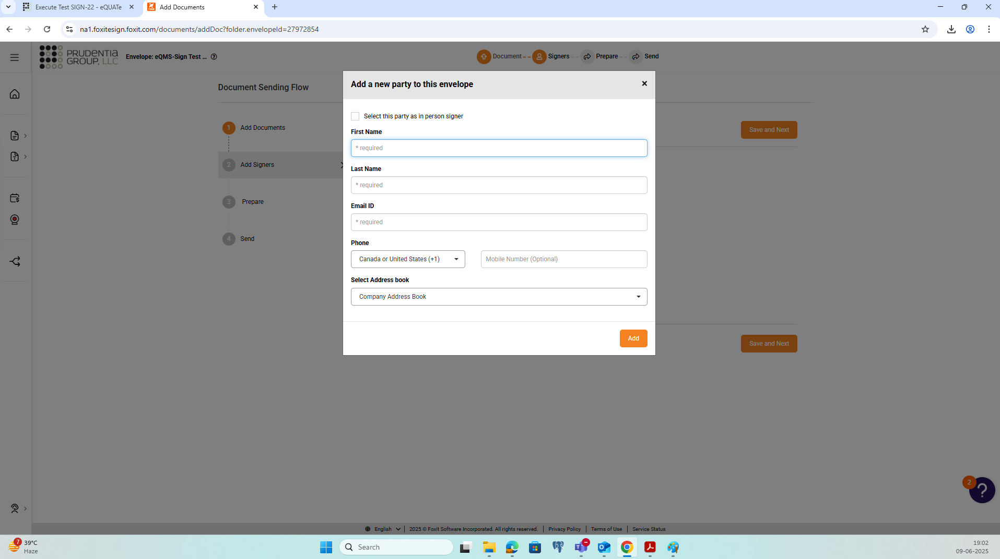 Execute Test SIGN-22 - eQUATe
Add Documents
na1.foxitesign.foxit.com/documents/addDoc?folder.envelopeId=27972854
PRUDENTIA
GROUP, LLC
Envelope: eQMS-Sign Test ...
Document
Signers
Prepare
Send
Document Sending Flow
1 Add Documents
2 Add Signers
3 Prepare
4 Send
Save and Next
Add a new party to this envelope
Select this party as in person signer
First Name
* required
Last Name
* required
Email ID
* required
Phone
Canada or United States (+1)
Mobile Number (Optional)
Select Address book
Company Address Book
Add
Save and Next
2
?
English
2025 © Foxit Software Incorporated. All rights reserved.
Privacy Policy
Terms of Use
Service Status
7
39°C
Haze
Search
19:02
09-06-2025